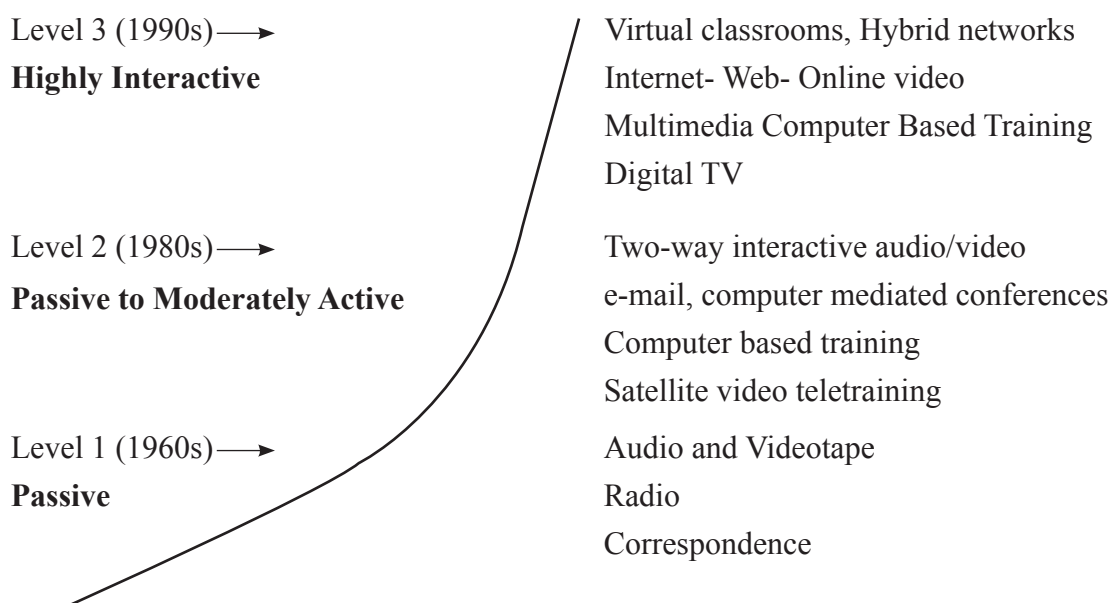 Level 3 (1990s)
Highly Interactive
Virtual classrooms, Hybrid networks
Internet- Web- Online video
Multimedia Computer Based Training
Digital TV
Level 2 (1980s)
Passive to Moderately Active
Two-way interactive audio/video
e-mail, computer mediated conferences
Computer based training
Satellite video teletraining
Level 1 (1960s)
Passive
Audio and Videotape
Radio
Correspondence